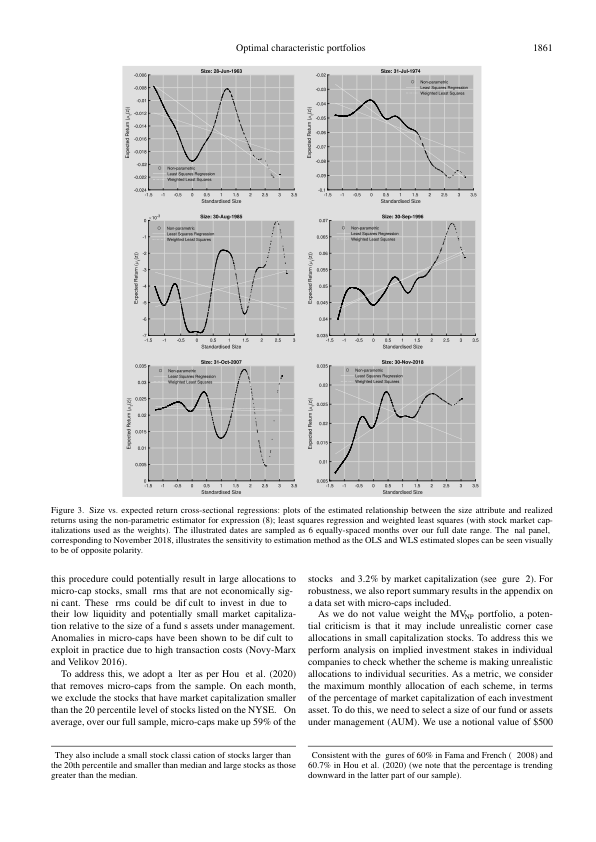 Optimal characteristic portfolios 1861
Size: 28-Jun-1963
Expected Return (μ_t(z))
-0.006
-0.008
-0.01
-0.012
-0.014
-0.016
-0.018
-0.02
-0.022
-0.024
Non-parametric
Least Squares Regression
Weighted Least Squares
-1.5 -1 -0.5 0 0.5 1 1.5 2 2.5 3 3.5
Standardised Size
Size: 31-Jul-1974
Expected Return (μ_t(z))
-0.02
-0.03
-0.04
-0.05
-0.06
-0.07
-0.08
-0.09
-0.1
Non-parametric
Least Squares Regression
Weighted Least Squares
-1.5 -1 -0.5 0 0.5 1 1.5 2 2.5 3 3.5
Standardised Size
Size: 30-Aug-1985
Expected Return (μ_t(z))
0
-1
-2
-3
-4
-5
-6
-7
Non-parametric
Least Squares Regression
Weighted Least Squares
-1.5 -1 -0.5 0 0.5 1 1.5 2 2.5 3
Standardised Size
Size: 30-Sep-1996
Expected Return (μ_t(z))
0.07
0.065
0.06
0.055
0.05
0.045
0.04
0.035
Non-parametric
Least Squares Regression
Weighted Least Squares
-1.5 -1 -0.5 0 0.5 1 1.5 2 2.5 3 3.5
Standardised Size
Size: 31-Oct-2007
Expected Return (μ_t(z))
0.035
0.03
0.025
0.02
0.015
0.01
0.005
0
Non-parametric
Least Squares Regression
Weighted Least Squares
-1.5 -1 -0.5 0 0.5 1 1.5 2 2.5 3 3.5
Standardised Size
Size: 30-Nov-2018
Expected Return (μ_t(z))
0.035
0.03
0.025
0.02
0.015
0.01
0.005
Non-parametric
Least Squares Regression
Weighted Least Squares
-1.5 -1 -0.5 0 0.5 1 1.5 2 2.5 3 3.5
Standardised Size
Figure 3. Size vs. expected return cross-sectional regressions: plots of the estimated relationship between the size attribute and realized
returns using the non-parametric estimator for expression (8); least squares regression and weighted least squares (with stock market cap-
italizations used as the weights). The illustrated dates are sampled as 6 equally-spaced months over our full date range. The nal panel,
corresponding to November 2018, illustrates the sensitivity to estimation method as the OLS and WLS estimated slopes can be seen visually
to be of opposite polarity.
this procedure could potentially result in large allocations to
micro-cap stocks, small rms that are not economically sig-
ni cant. These rms could be dif cult to invest in due to
their low liquidity and potentially small market capitaliza-
tion relative to the size of a fund s assets under management.
Anomalies in micro-caps have been shown to be dif cult to
exploit in practice due to high transaction costs (Novy-Marx
and Velikov 2016).
To address this, we adopt a lter as per Hou et al. (2020)
that removes micro-caps from the sample. On each month,
we exclude the stocks that have market capitalization smaller
than the 20 percentile level of stocks listed on the NYSE. On
average, over our full sample, micro-caps make up 59% of the
They also include a small stock classi cation of stocks larger than
the 20th percentile and smaller than median and large stocks as those
greater than the median.
stocks and 3.2% by market capitalization (see gure 2). For
robustness, we also report summary results in the appendix on
a data set with micro-caps included.
As we do not value weight the MV_NP portfolio, a poten-
tial criticism is that it may include unrealistic corner case
allocations in small capitalization stocks. To address this we
perform analysis on implied investment stakes in individual
companies to check whether the scheme is making unrealistic
allocations to individual securities. As a metric, we consider
the maximum monthly allocation of each scheme, in terms
of the percentage of market capitalization of each investment
asset. To do this, we need to select a size of our fund or assets
under management (AUM). We use a notional value of $500
Consistent with the gures of 60% in Fama and French ( 2008) and
60.7% in Hou et al. (2020) (we note that the percentage is trending
downward in the latter part of our sample).